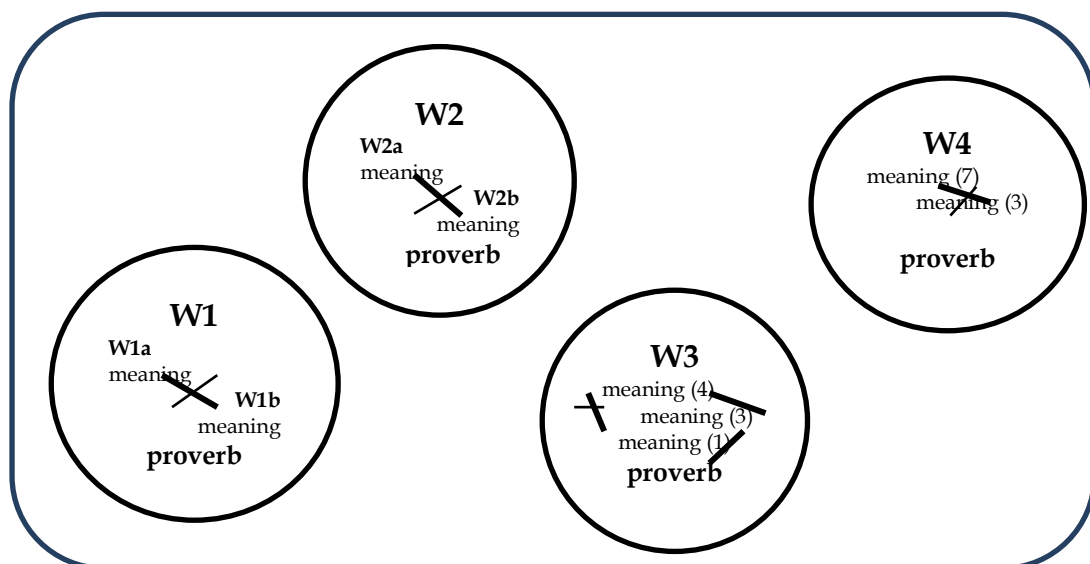 W2
W2a
meaning
W2b
meaning
proverb
W4
meaning (7)
meaning (3)
proverb
W1
W1a
meaning
W1b
meaning
proverb
W3
meaning (4)
meaning (3)
meaning (1)
proverb